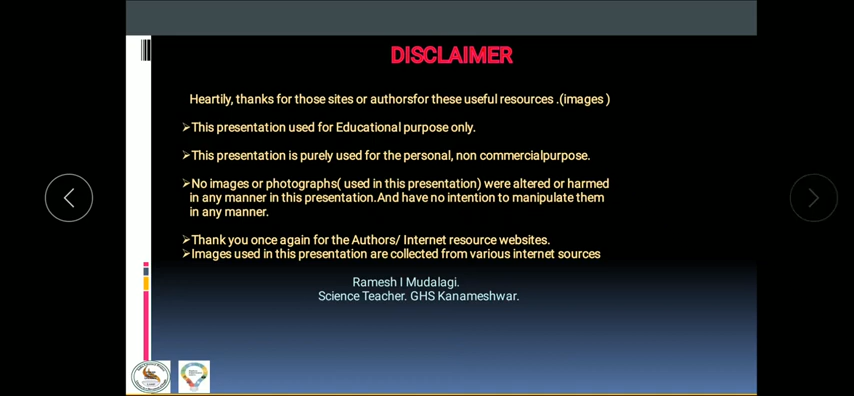 DISCLAIMER
Heartily, thanks for those sites or authorsfor these useful resources .(images )
➢This presentation used for Educational purpose only.
➢This presentation is purely used for the personal, non commercialpurpose.
➢No images or photographs( used in this presentation) were altered or harmed
in any manner in this presentation.And have no intention to manipulate them
in any manner.
➢Thank you once again for the Authors/ Internet resource websites.
➢Images used in this presentation are collected from various internet sources
Ramesh I Mudalagi.
Science Teacher. GHS Kanameshwar.